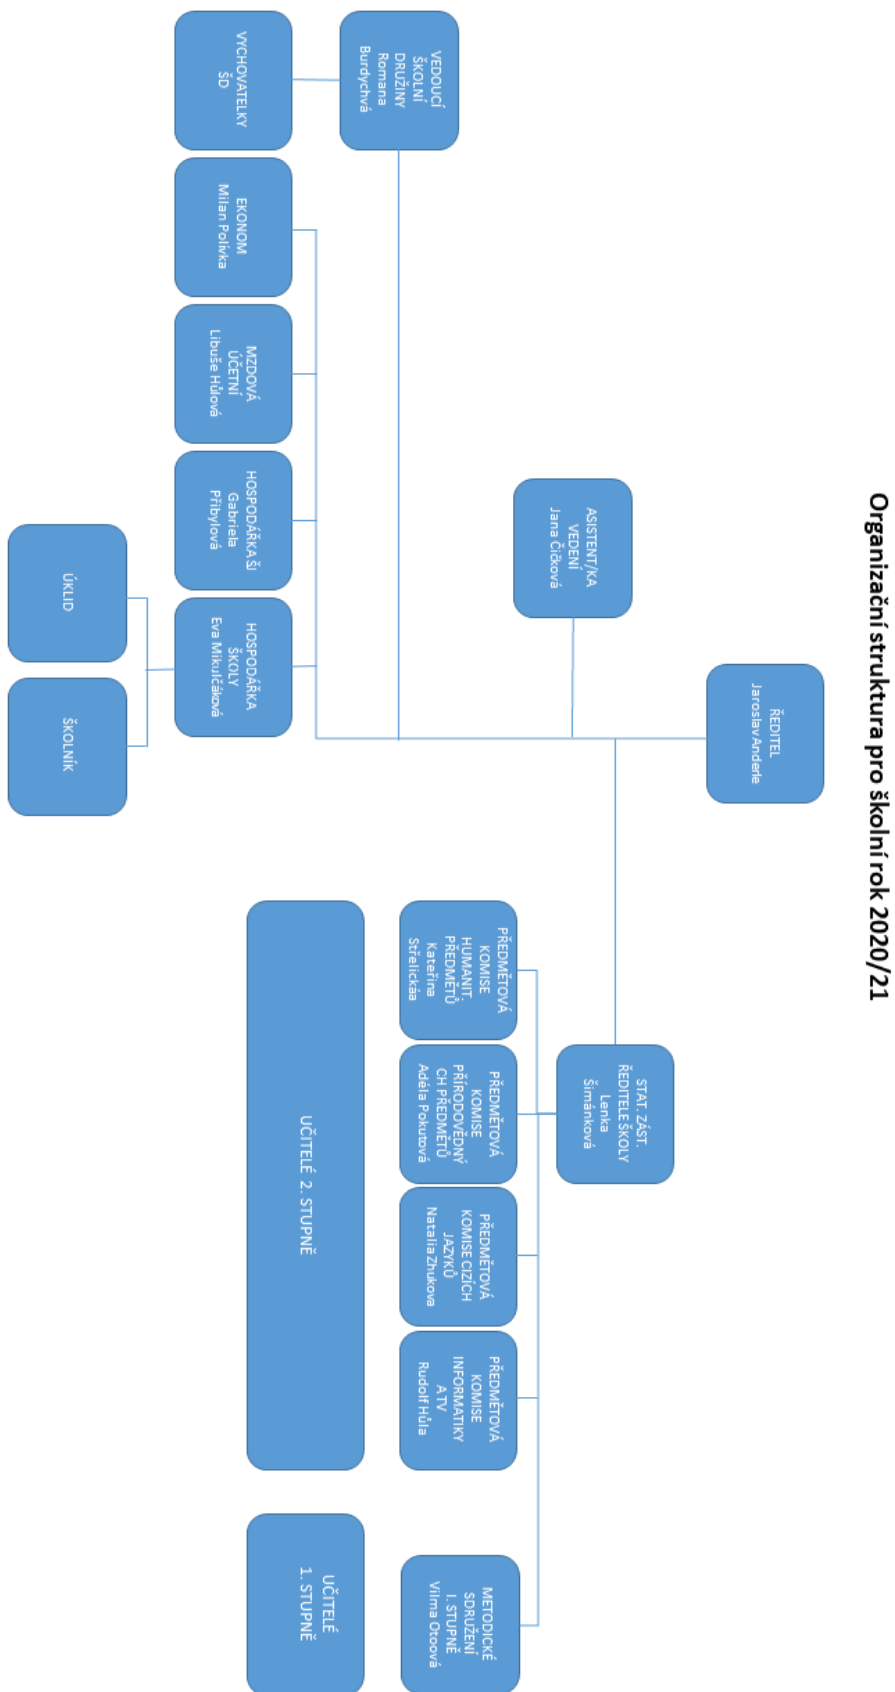 Organizační struktura pro školní rok 2020/21
ŘEDITEL
Jaroslav Anderle
ASISTENT/KA
VEDENÍ
Jana Čičková
STAT. ZÁST.
ŘEDITELE ŠKOLY
Lenka
Šimánková
VEDOUCÍ
ŠKOLNÍ
DRUŽINY
Romana
Burdychvá
PŘEDMĚTOVÁ
KOMISE
HUMANIT.
PŘEDMĚTŮ
Kateřina
Střelickáa
PŘEDMĚTOVÁ
KOMISE
PŘÍRODOVĚDNÝ
CH PŘEDMĚTŮ
Adéla Pokutová
PŘEDMĚTOVÁ
KOMISE CIZÍCH
JAZYKŮ
Natalia Zhukova
PŘEDMĚTOVÁ
KOMISE
INFORMATIKY
A TV
Rudolf Hůla
METODICKÉ
SDRUŽENÍ
I. STUPNĚ
Vilma Otoová
VYCHOVATELKY
ŠD
EKONOM
Milan Polívka
MZDOVÁ
ÚČETNÍ
Libuše Hůlová
HOSPODÁŘKA ŠJ
Gabriela
Přibylová
HOSPODÁŘKA
ŠKOLY
Eva Mikulčáková
UČITELÉ 2. STUPNĚ
UČITELÉ
1. STUPNĚ
ÚKLID
ŠKOLNÍK